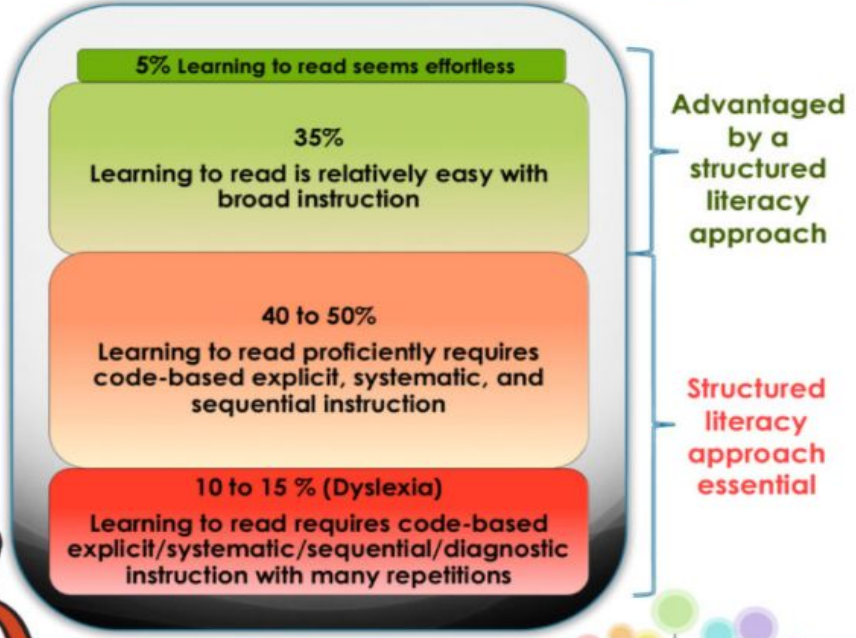 5% Learning to read seems effortless
35%
Learning to read is relatively easy with
broad instruction
Advantaged
by a
structured
literacy
approach
40 to 50%
Learning to read proficiently requires
code-based explicit, systematic, and
sequential instruction
10 to 15 % (Dyslexia)
Learning to read requires code-based
explicit/systematic/sequential/diagnostic
instruction with many repetitions
Structured
literacy
approach
essential